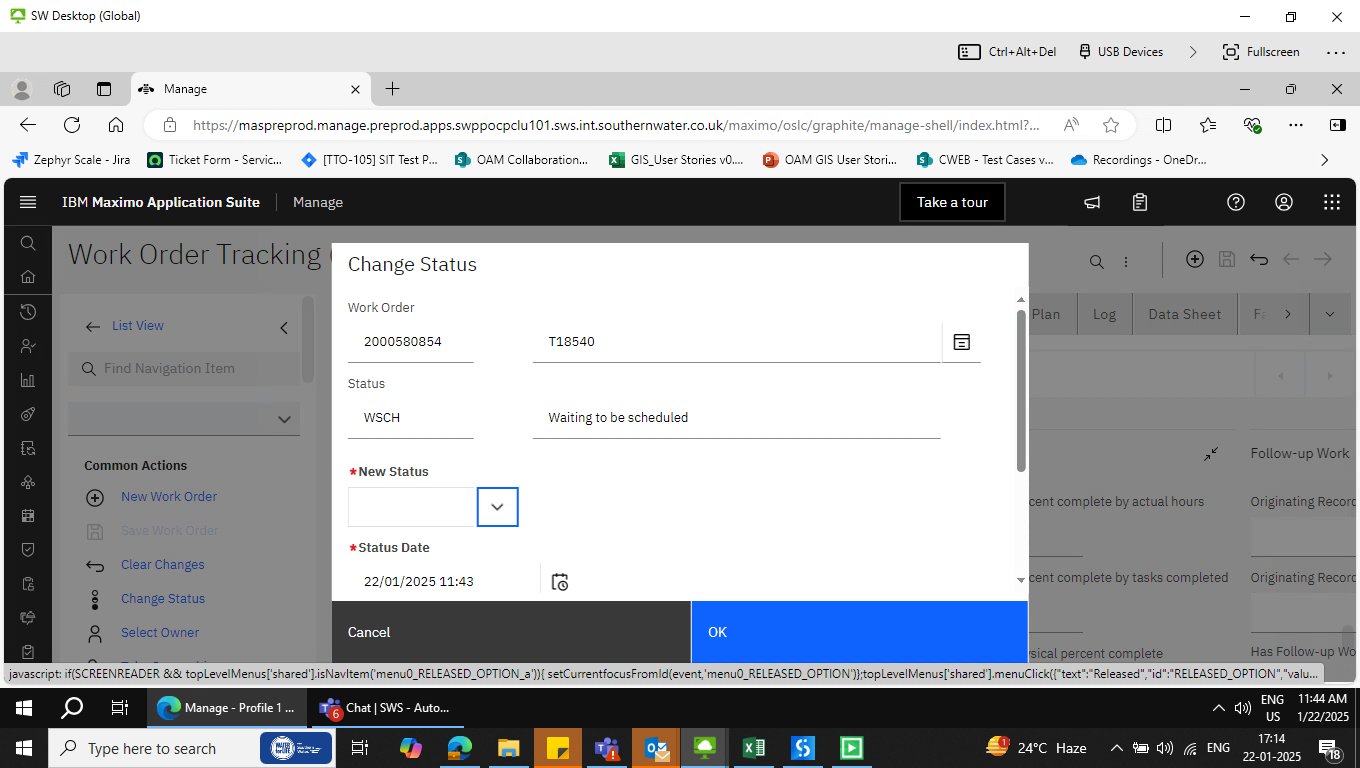 SW Desktop (Global)
Ctrl+Alt+Del
USB Devices
Fullscreen
Manage
https://maspreprod.manage.preprod.apps.swppocpclu101.sws.int.southernwater.co.uk/maximo/oslc/graphite/manage-shell/index.html?...
Zephyr Scale - Jira
Ticket Form - Servic...
[TTO-105] SIT Test P...
OAM Collaboration...
GIS_User Stories v0....
OAM GIS User Stori...
CWEB - Test Cases v...
Recordings - OneDr...
IBM Maximo Application Suite
Manage
Take a tour
Work Order Tracking
List View
Find Navigation Item
Common Actions
New Work Order
Save Work Order
Clear Changes
Change Status
Select Owner
Change Status
Work Order
2000580854
T18540
Status
WSCH
Waiting to be scheduled
*New Status
*Status Date
22/01/2025 11:43
Cancel
OK
Plan
Log
Data Sheet
Fa
Follow-up Work
cent complete by actual hours
Originating Recor
cent complete by tasks completed
Originating Recor
ysical percent complete
Has Follow-up Wo
javascript: if(SCREENREADER && topLevelMenus['shared'].isNavItem('menu0_RELEASED_OPTION_a')){ setCurrentfocusFromId(event,'menu0_RELEASED_OPTION')};topLevelMenus['shared'].menuClick({"text":"Released","id":"RELEASED_OPTION","valu...
Manage - Profile 1 ...
6
Chat | SWS - Auto...
ENG
US
11:44 AM
1/22/2025
Type here to search
1
24°C Haze
ENG
17:14
22-01-2025
18